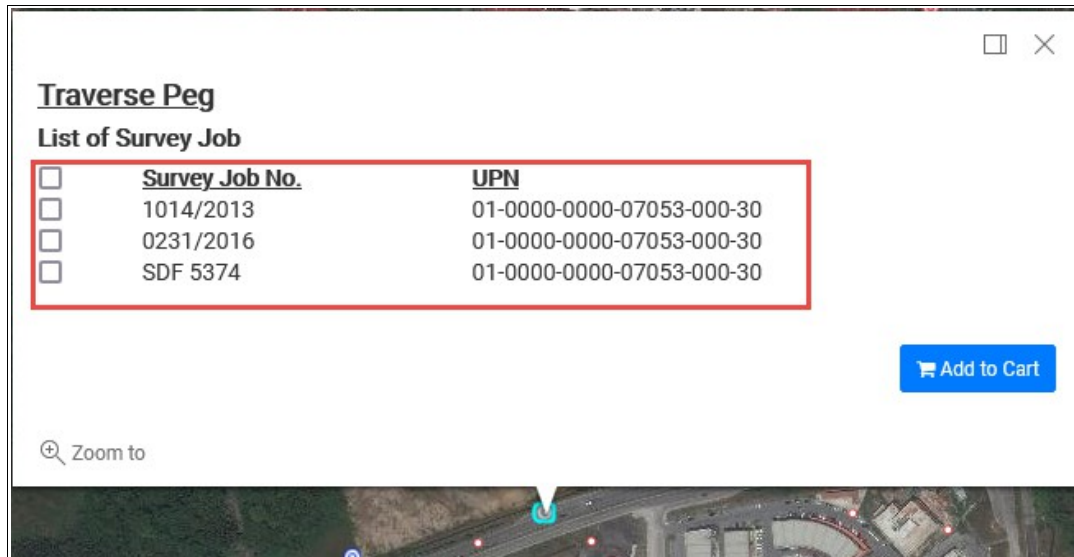 Traverse Peg
List of Survey Job
Survey Job No. UPN
1014/2013 01-0000-0000-07053-000-30
0231/2016 01-0000-0000-07053-000-30
SDF 5374 01-0000-0000-07053-000-30
Add to Cart
Zoom to